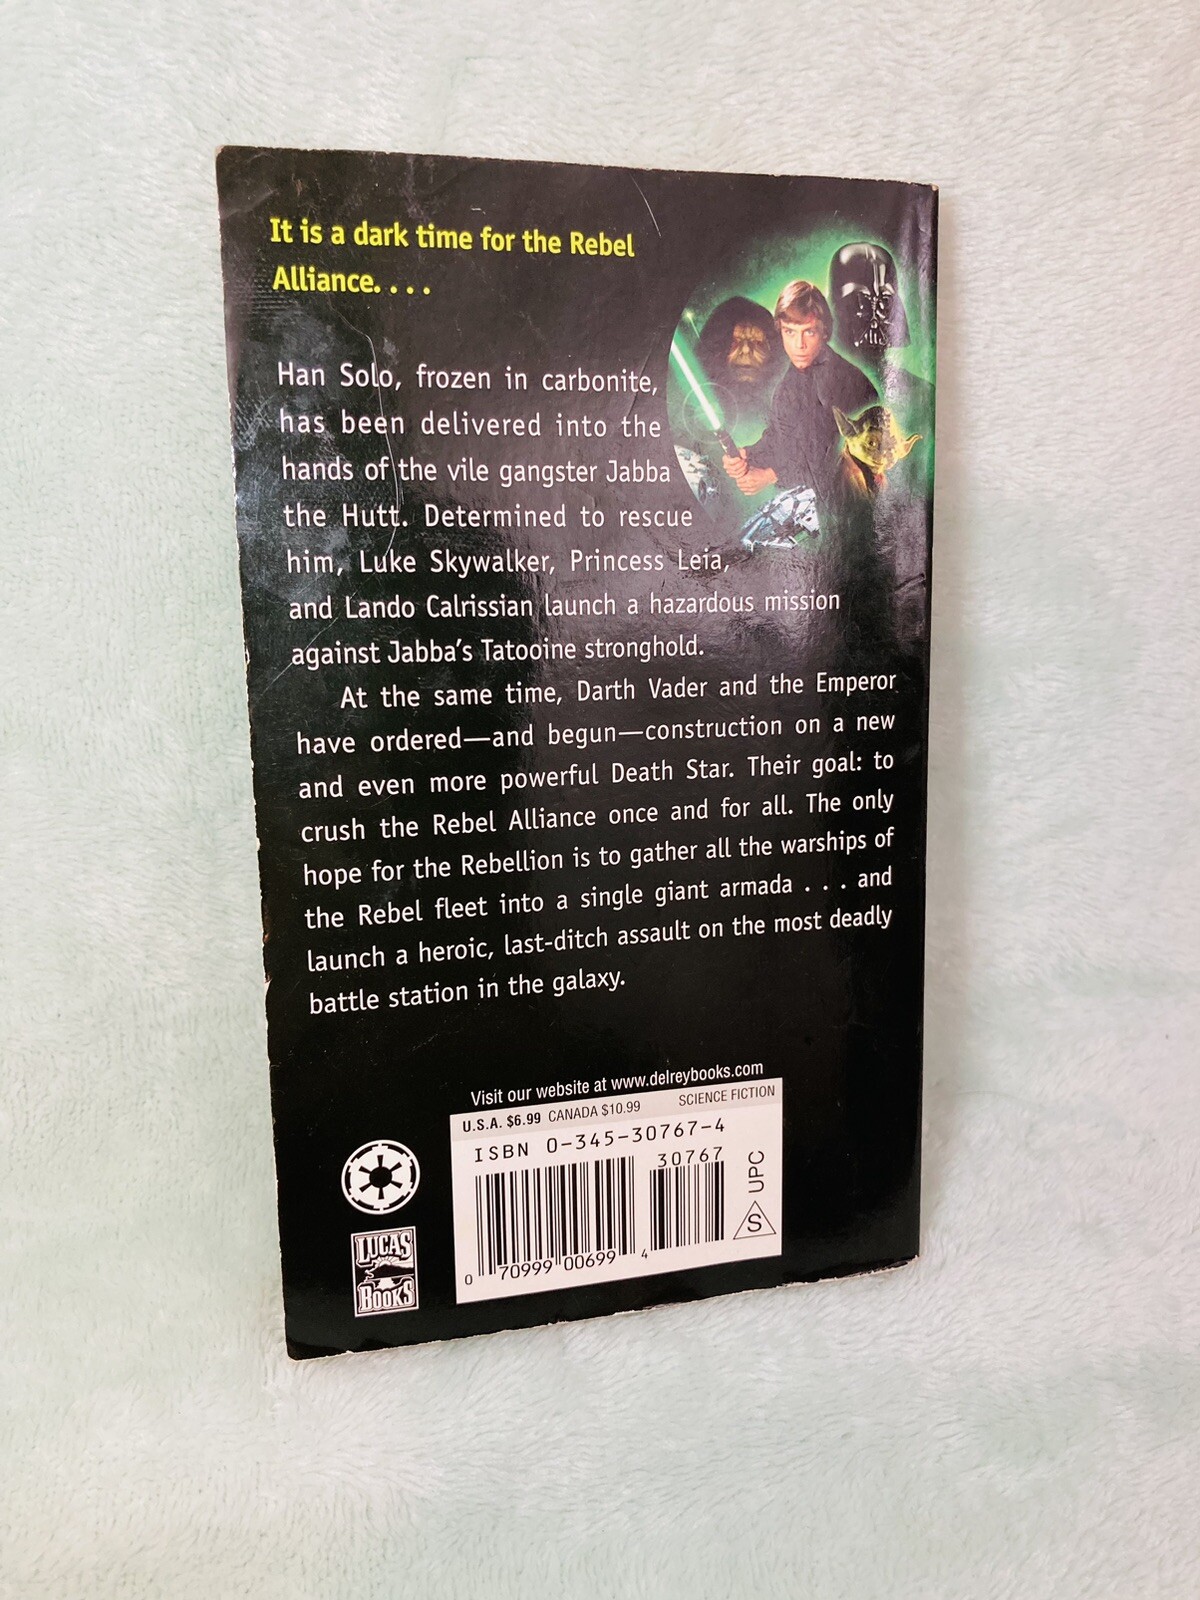 It is a dark time for the Rebel
Alliance. . . .
Han Solo, frozen in carbonite,
has been delivered into the
hands of the vile gangster Jabba
the Hutt. Determined to rescue
him, Luke Skywalker, Princess Leia,
and Lando Calrissian launch a hazardous mission
against Jabba's Tatooine stronghold.
At the same time, Darth Vader and the Emperor
have ordered—and begun—construction on a new
and even more powerful Death Star. Their goal: to
crush the Rebel Alliance once and for all. The only
hope for the Rebellion is to gather all the warships of
the Rebel fleet into a single giant armada . . . and
launch a heroic, last-ditch assault on the most deadly
battle station in the galaxy.
Visit our website at www.delreybooks.com
U.S.A. $6.99 CANADA $10.99 SCIENCE FICTION
ISBN 0-345-30767-4
30767
UPC
S
0 70999 00699 4
LUCAS
BOOKS